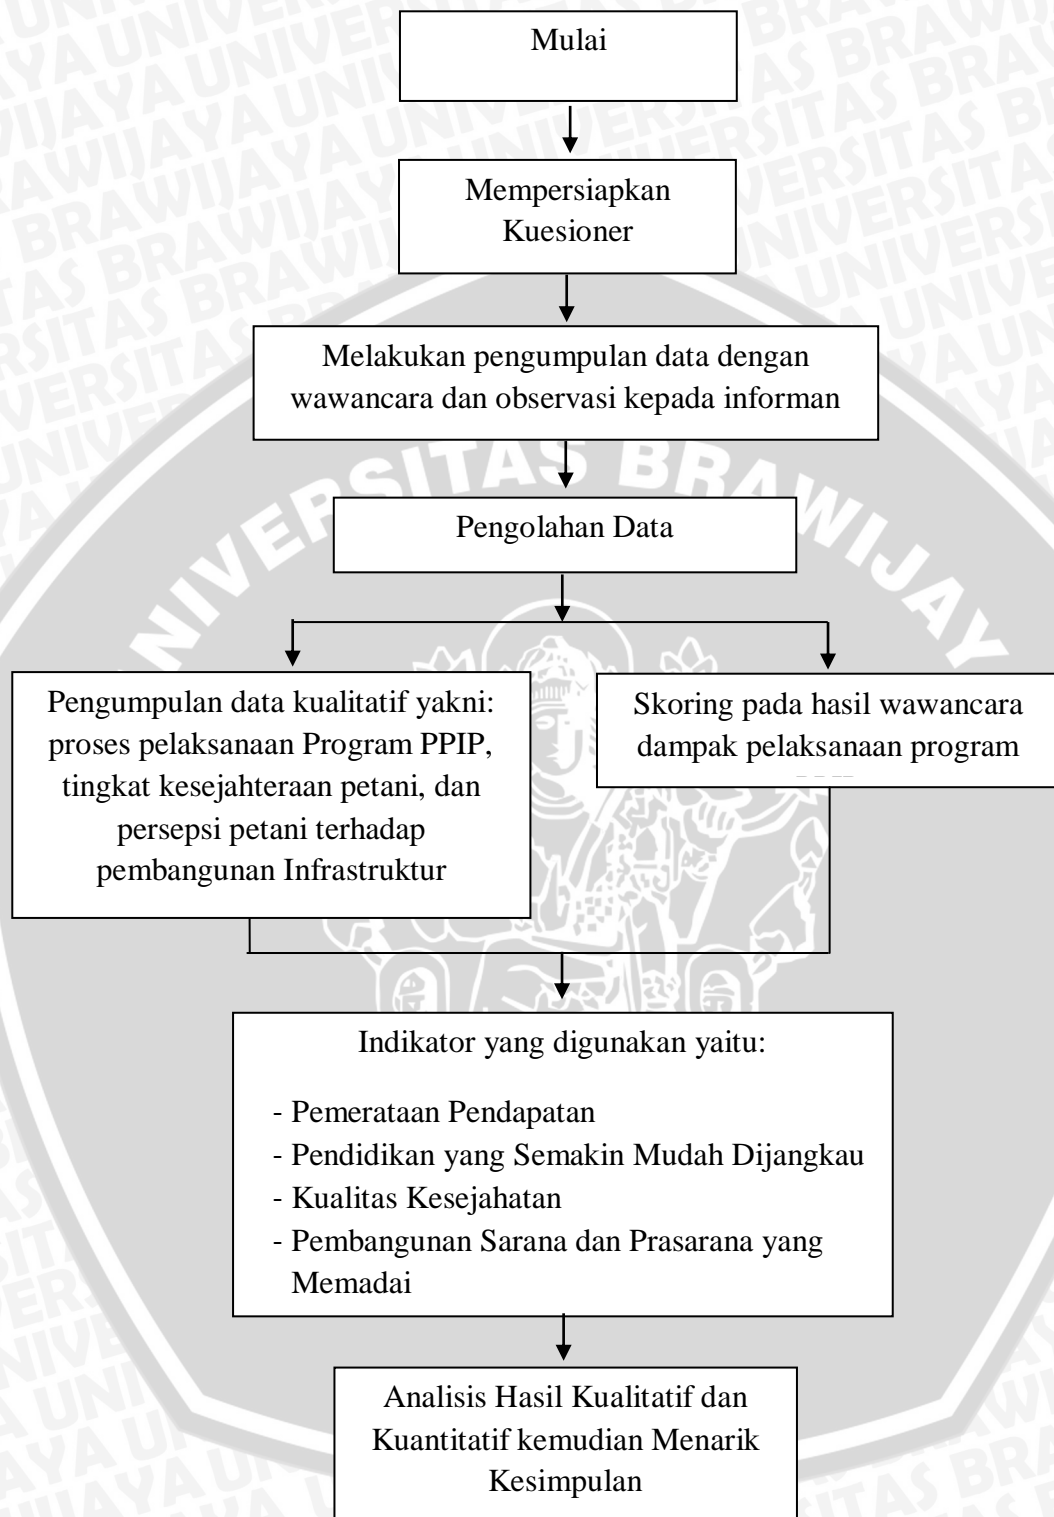 Mulai
Mempersiapkan
Kuesioner
Melakukan pengumpulan data dengan
wawancara dan observasi kepada informan
Pengolahan Data
Pengumpulan data kualitatif yakni:
proses pelaksanaan Program PPIP,
tingkat kesejahteraan petani, dan
persepsi petani terhadap
pembangunan Infrastruktur
Skoring pada hasil wawancara
dampak pelaksanaan program
Indikator yang digunakan yaitu:
- Pemerataan Pendapatan
- Pendidikan yang Semakin Mudah Dijangkau
- Kualitas Kesejahatan
- Pembangunan Sarana dan Prasarana yang
Memadai
Analisis Hasil Kualitatif dan
Kuantitatif kemudian Menarik
Kesimpulan